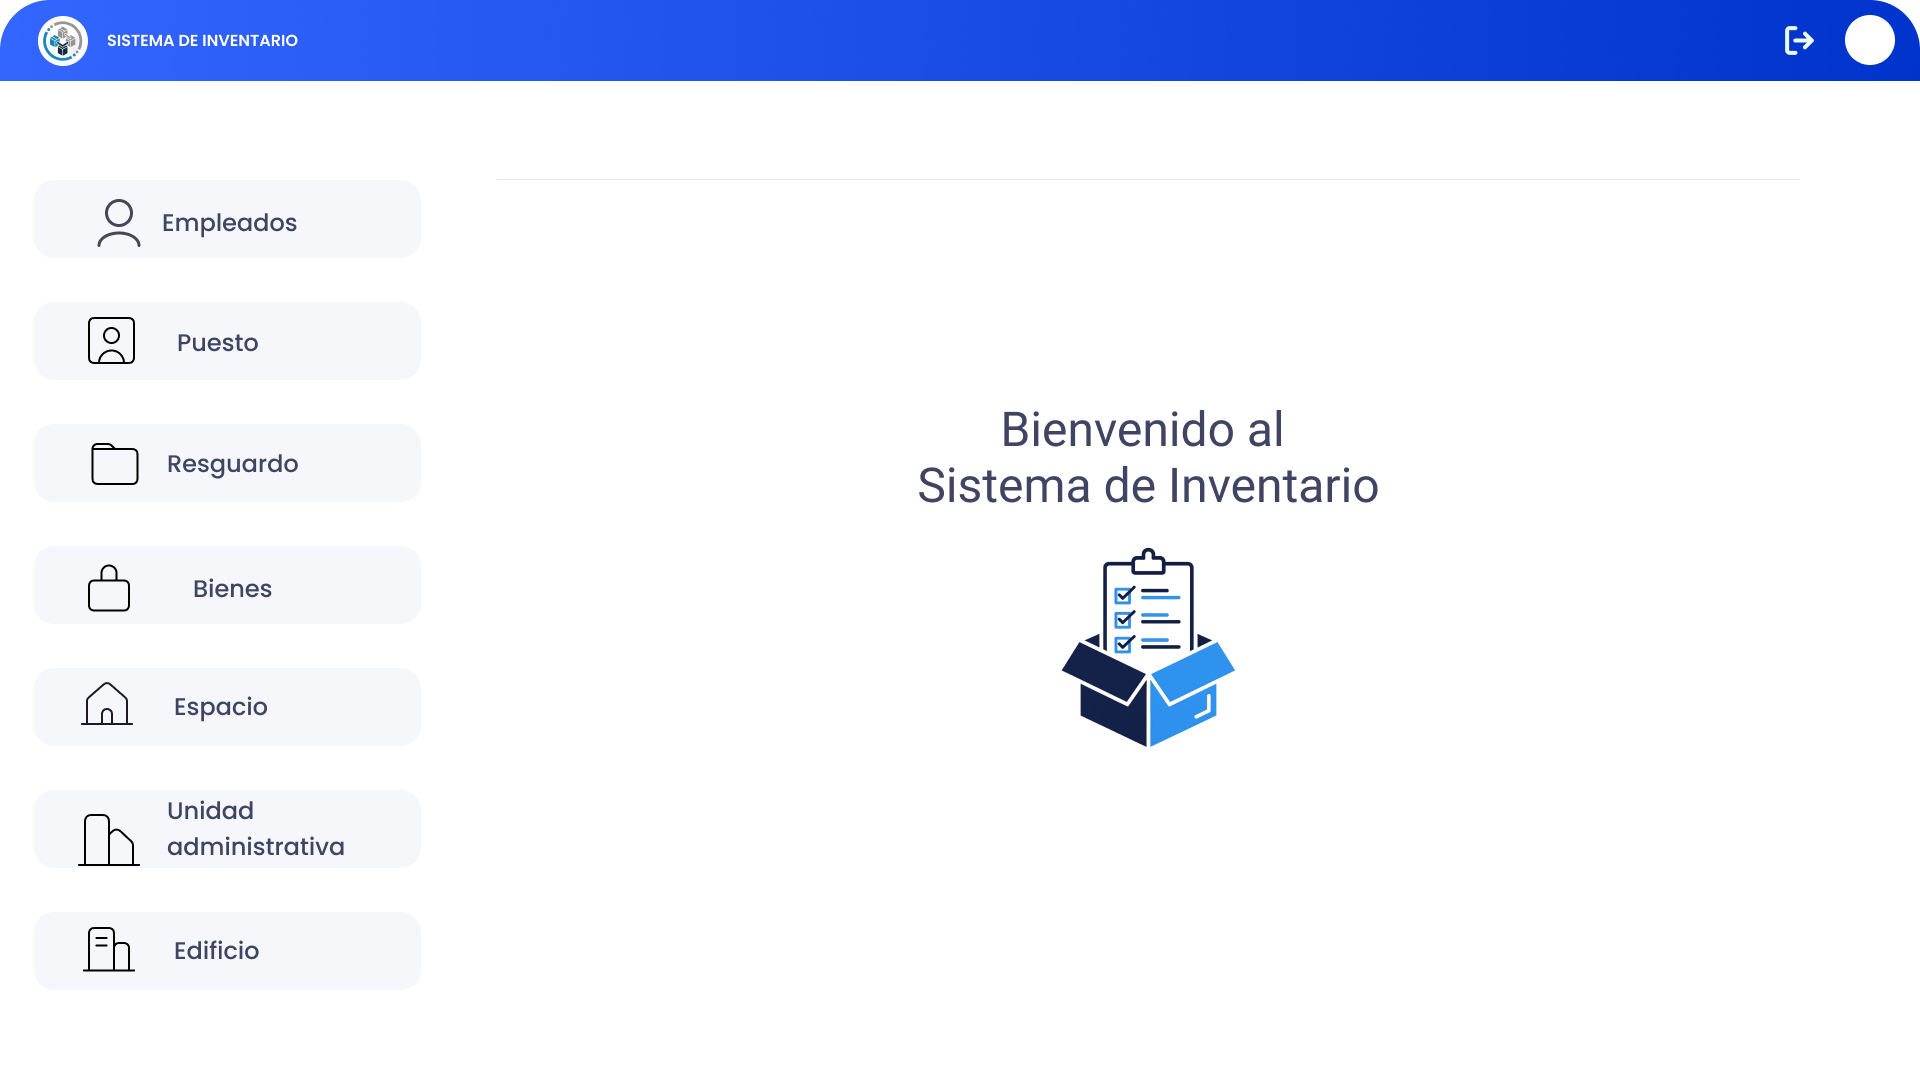 SISTEMA DE INVENTARIO
Empleados
Puesto
Resguardo
Bienes
Espacio
Unidad
administrativa
Edificio
Bienvenido al
Sistema de Inventario